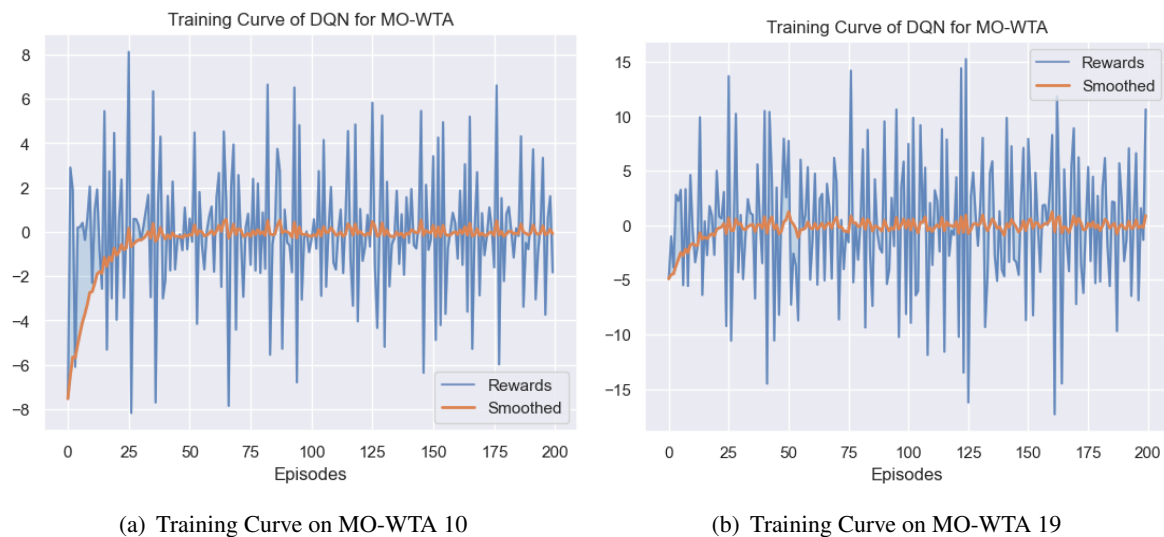 Training Curve of DQN for MO-WTA
8
6
4
2
0
−2
−4
−6
−8
Rewards
Smoothed
0 25 50 75 100 125 150 175 200
Episodes
(a) Training Curve on MO-WTA 10
Training Curve of DQN for MO-WTA
15
10
5
0
−5
−10
−15
Rewards
Smoothed
0 25 50 75 100 125 150 175 200
Episodes
(b) Training Curve on MO-WTA 19